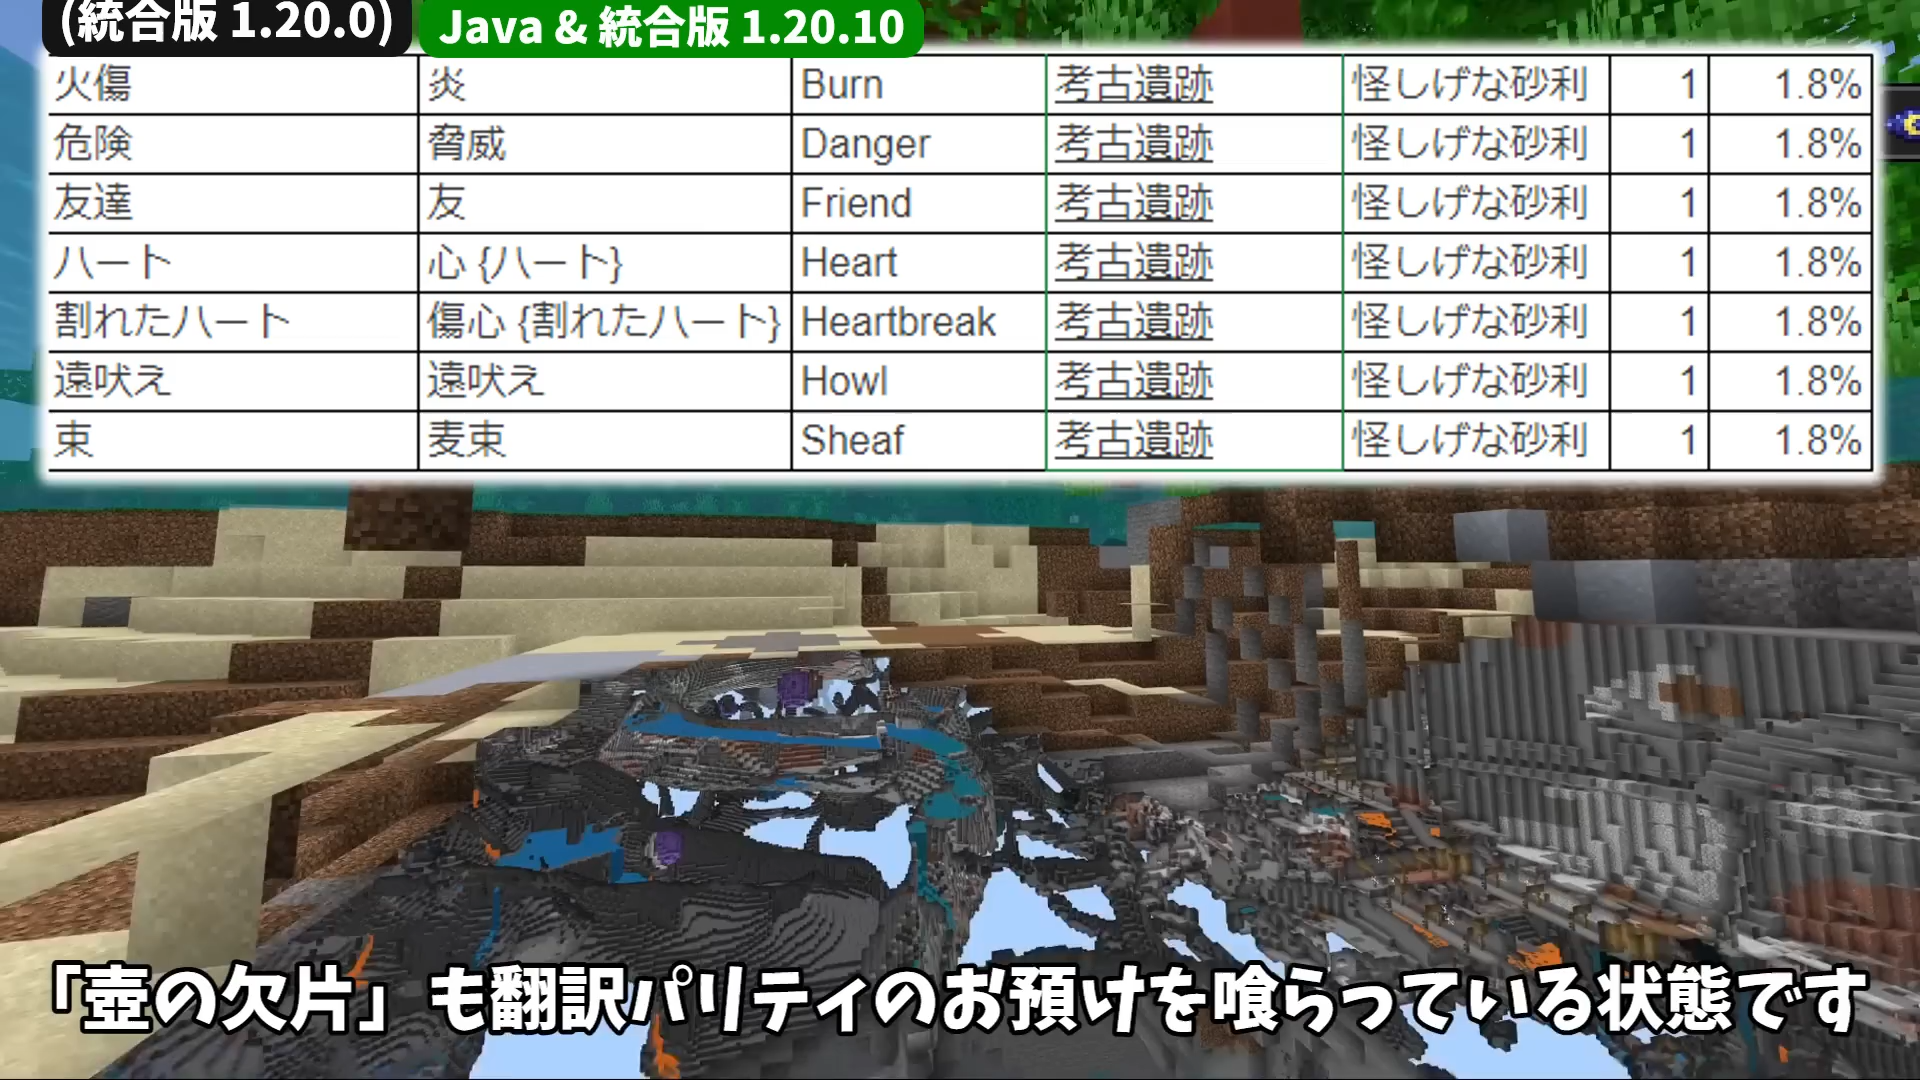 (統合版 1.20.0) Java & 統合版 1.20.10
火傷 炎 Burn 考古遺跡 怪しげな砂利 1 1.8%
危険 脅威 Danger 考古遺跡 怪しげな砂利 1 1.8%
友達 友 Friend 考古遺跡 怪しげな砂利 1 1.8%
ハート 心 {ハート} Heart 考古遺跡 怪しげな砂利 1 1.8%
割れたハート 傷心 {割れたハート} Heartbreak 考古遺跡 怪しげな砂利 1 1.8%
遠吠え 遠吠え Howl 考古遺跡 怪しげな砂利 1 1.8%
束 麦束 Sheaf 考古遺跡 怪しげな砂利 1 1.8%
「壺の欠片」も翻訳パリティのお預けを喰らっている状態です